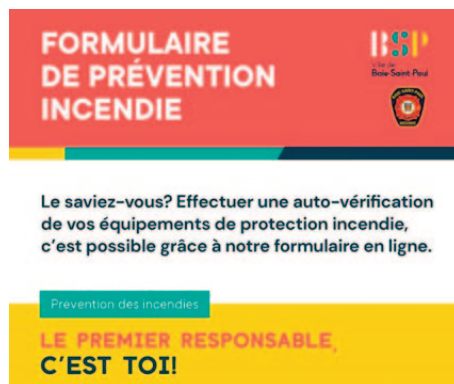 FORMULAIRE
DE PRÉVENTION
INCENDIE
BSP
Ville de
Baie-Saint-Paul
Le saviez-vous? Effectuer une auto-vérification
de vos équipements de protection incendie,
c'est possible grâce à notre formulaire en ligne.
Prevention des incendies
LE PREMIER RESPONSABLE,
C'EST TOI!